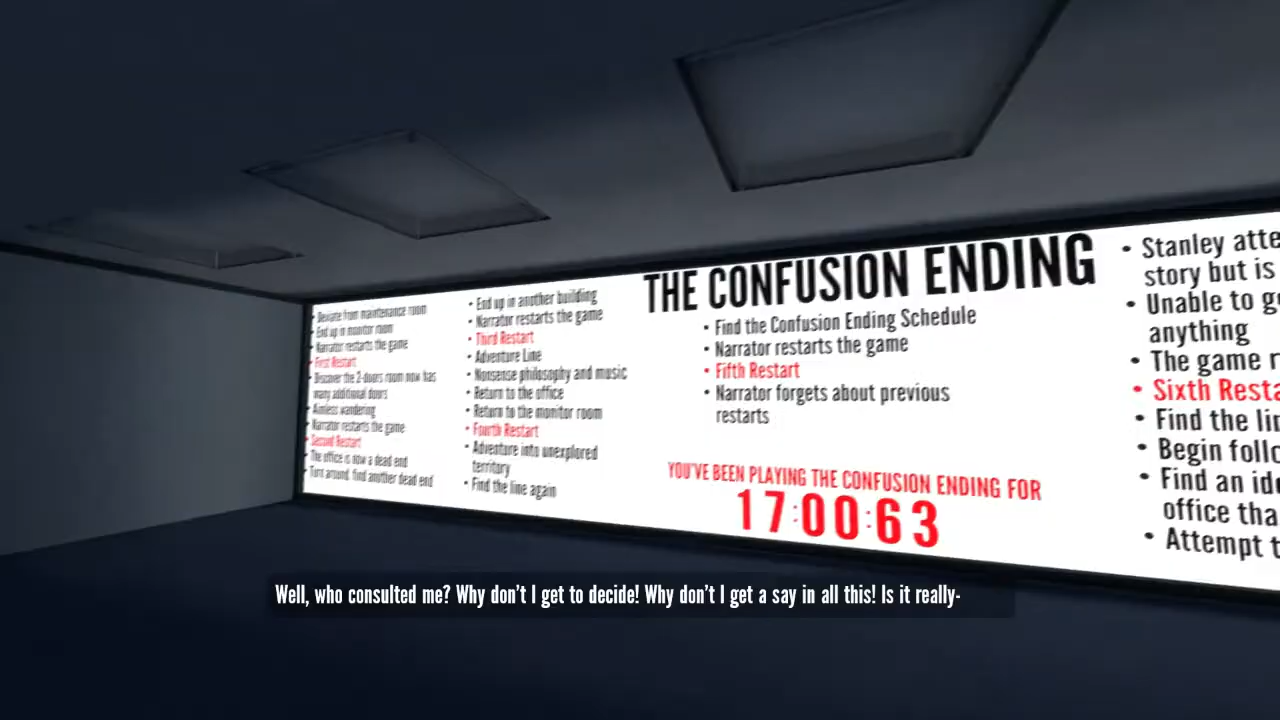 • Deviate from maintenance room
• End up in monitor room
• Narrator restarts the game
• First Restart
• Discover the 2-doors room now has
many additional doors
• Aimless wandering
• Narrator restarts the game
• Second Restart
• The office is now a dead end
• Turn around, find another dead end
• End up in another building
• Narrator restarts the game
• Third Restart
• Adventure Line
• Nonsense philosophy and music
• Return to the office
• Return to the monitor room
• Fourth Restart
• Adventure into unexplored
territory
• Find the line again
THE CONFUSION ENDING
• Find the Confusion Ending Schedule
• Narrator restarts the game
• Fifth Restart
• Narrator forgets about previous
restarts
YOU'VE BEEN PLAYING THE CONFUSION ENDING FOR
17:00:63
• Stanley atte
story but is
• Unable to g
anything
• The game r
• Sixth Resta
• Find the lin
• Begin follo
• Find an ide
office tha
• Attempt t
Well, who consulted me? Why don't I get to decide! Why don't I get a say in all this! Is it really-